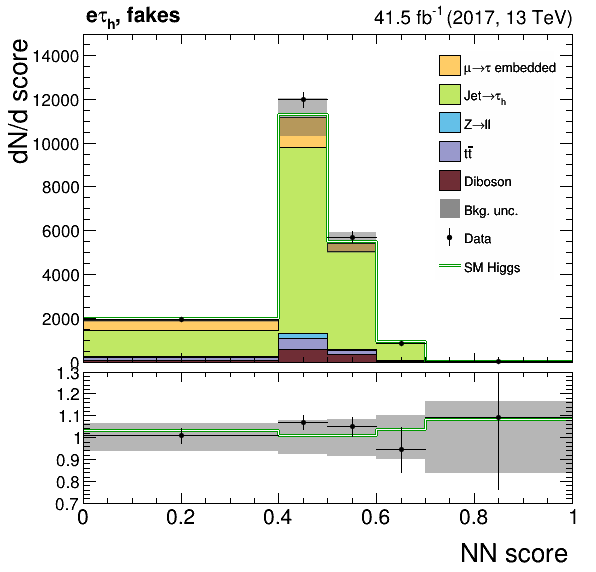 eτh, fakes
41.5 fb-1 (2017, 13 TeV)
dN/d score
14000
12000
10000
8000
6000
4000
2000
0
μ→τ embedded
Jet→τh
Z→ll
tt̄
Diboson
Bkg. unc.
Data
SM Higgs
1.3
1.2
1.1
1
0.9
0.8
0.7
0 0.2 0.4 0.6 0.8 1
NN score